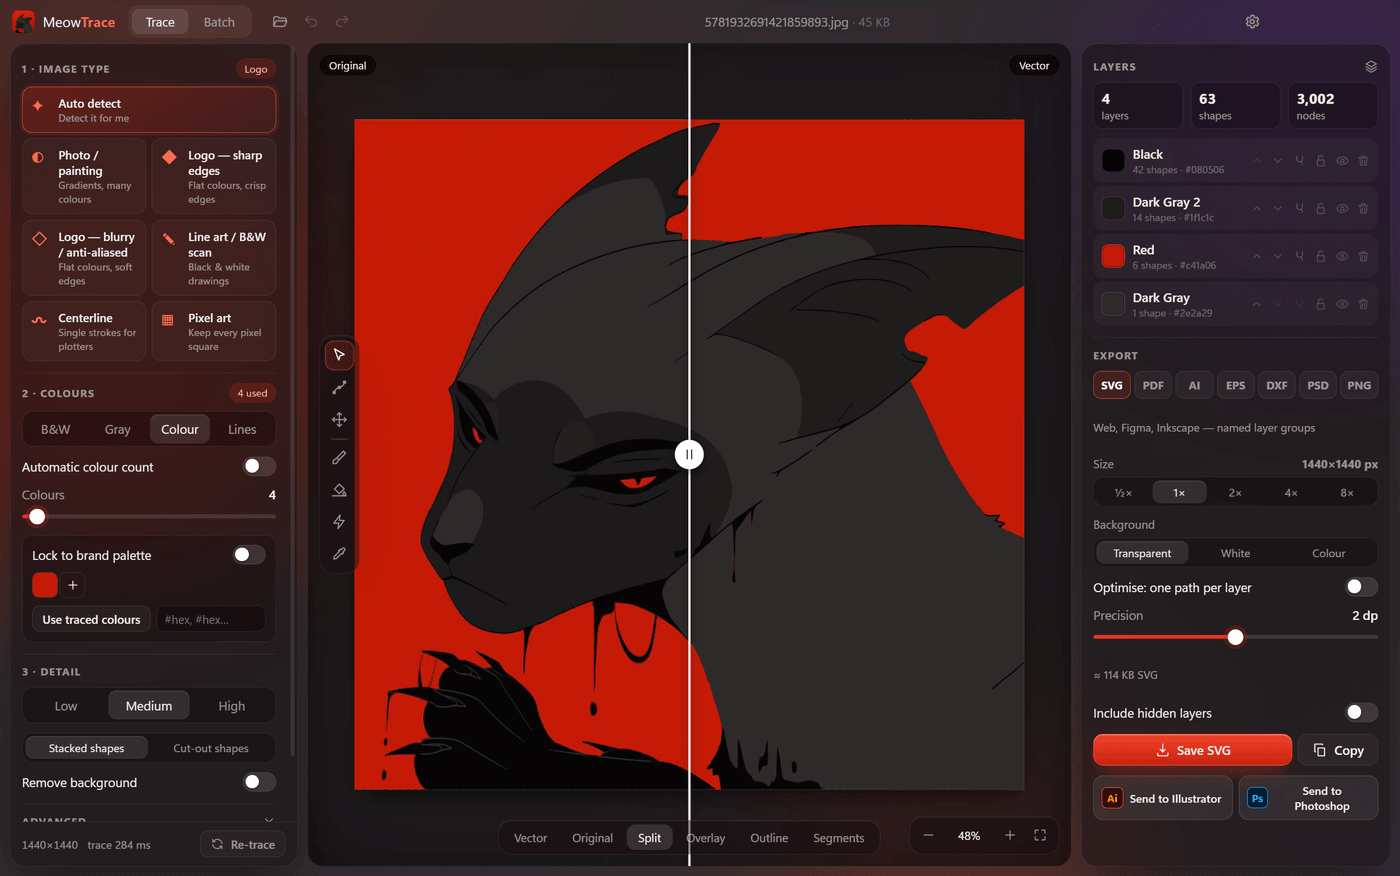 MeowTrace
Trace
Batch
5781932691421859893.jpg · 45 KB
1 · IMAGE TYPE
Logo
Auto detect
Detect it for me
Photo /
painting
Gradients, many
colours
Logo — sharp
edges
Flat colours, crisp
edges
Logo — blurry
/ anti-aliased
Flat colours, soft
edges
Line art / B&W
scan
Black & white
drawings
Centerline
Single strokes for
plotters
Pixel art
Keep every pixel
square
2 · COLOURS
4 used
B&W
Gray
Colour
Lines
Automatic colour count
Colours
4
Lock to brand palette
+
Use traced colours
#hex, #hex...
3 · DETAIL
Low
Medium
High
Stacked shapes
Cut-out shapes
Remove background
ADVANCED
1440×1440
trace 284 ms
Re-trace
Original
Vector
Vector
Original
Split
Overlay
Outline
Segments
48%
LAYERS
4
layers
63
shapes
3,002
nodes
Black
42 shapes · #080506
Dark Gray 2
14 shapes · #1f1c1c
Red
6 shapes · #c41a06
Dark Gray
1 shape · #2e2a29
EXPORT
SVG
PDF
AI
EPS
DXF
PSD
PNG
Web, Figma, Inkscape — named layer groups
Size
1440×1440 px
½×
1×
2×
4×
8×
Background
Transparent
White
Colour
Optimise: one path per layer
Precision
2 dp
≈ 114 KB SVG
Include hidden layers
Save SVG
Copy
Ai
Send to Illustrator
Ps
Send to
Photoshop